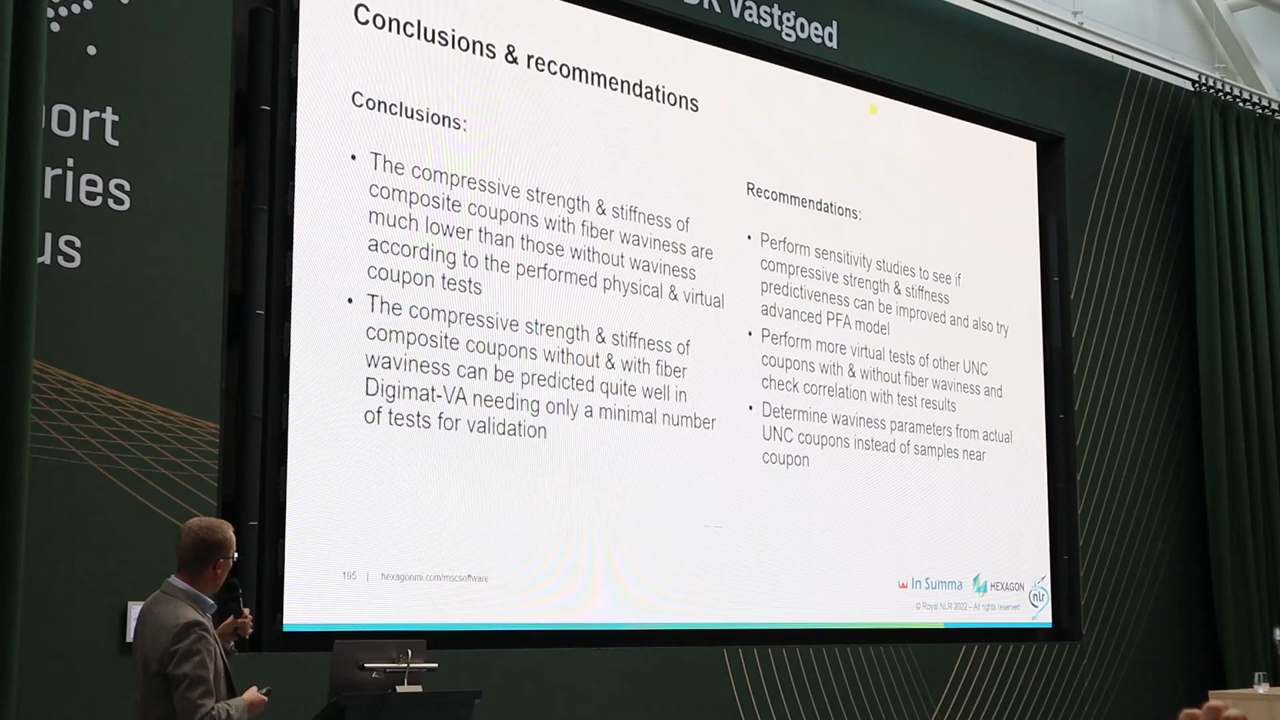 Vastgoed
ort
ries
us
Conclusions & recommendations
Conclusions:
• The compressive strength & stiffness of
composite coupons with fiber waviness are
much lower than those without waviness
according to the performed physical & virtual
coupon tests
• The compressive strength & stiffness of
composite coupons without & with fiber
waviness can be predicted quite well in
Digimat-VA needing only a minimal number
of tests for validation
Recommendations:
• Perform sensitivity studies to see if
compressive strength & stiffness
predictiveness can be improved and also try
advanced PFA model
• Perform more virtual tests of other UNC
coupons with & without fiber waviness and
check correlation with test results
• Determine waviness parameters from actual
UNC coupons instead of samples near
coupon
195 | hexagonmi.com/mscsoftware
In Summa HEXAGON nlr
© Royal NLR 2022 – All rights reserved